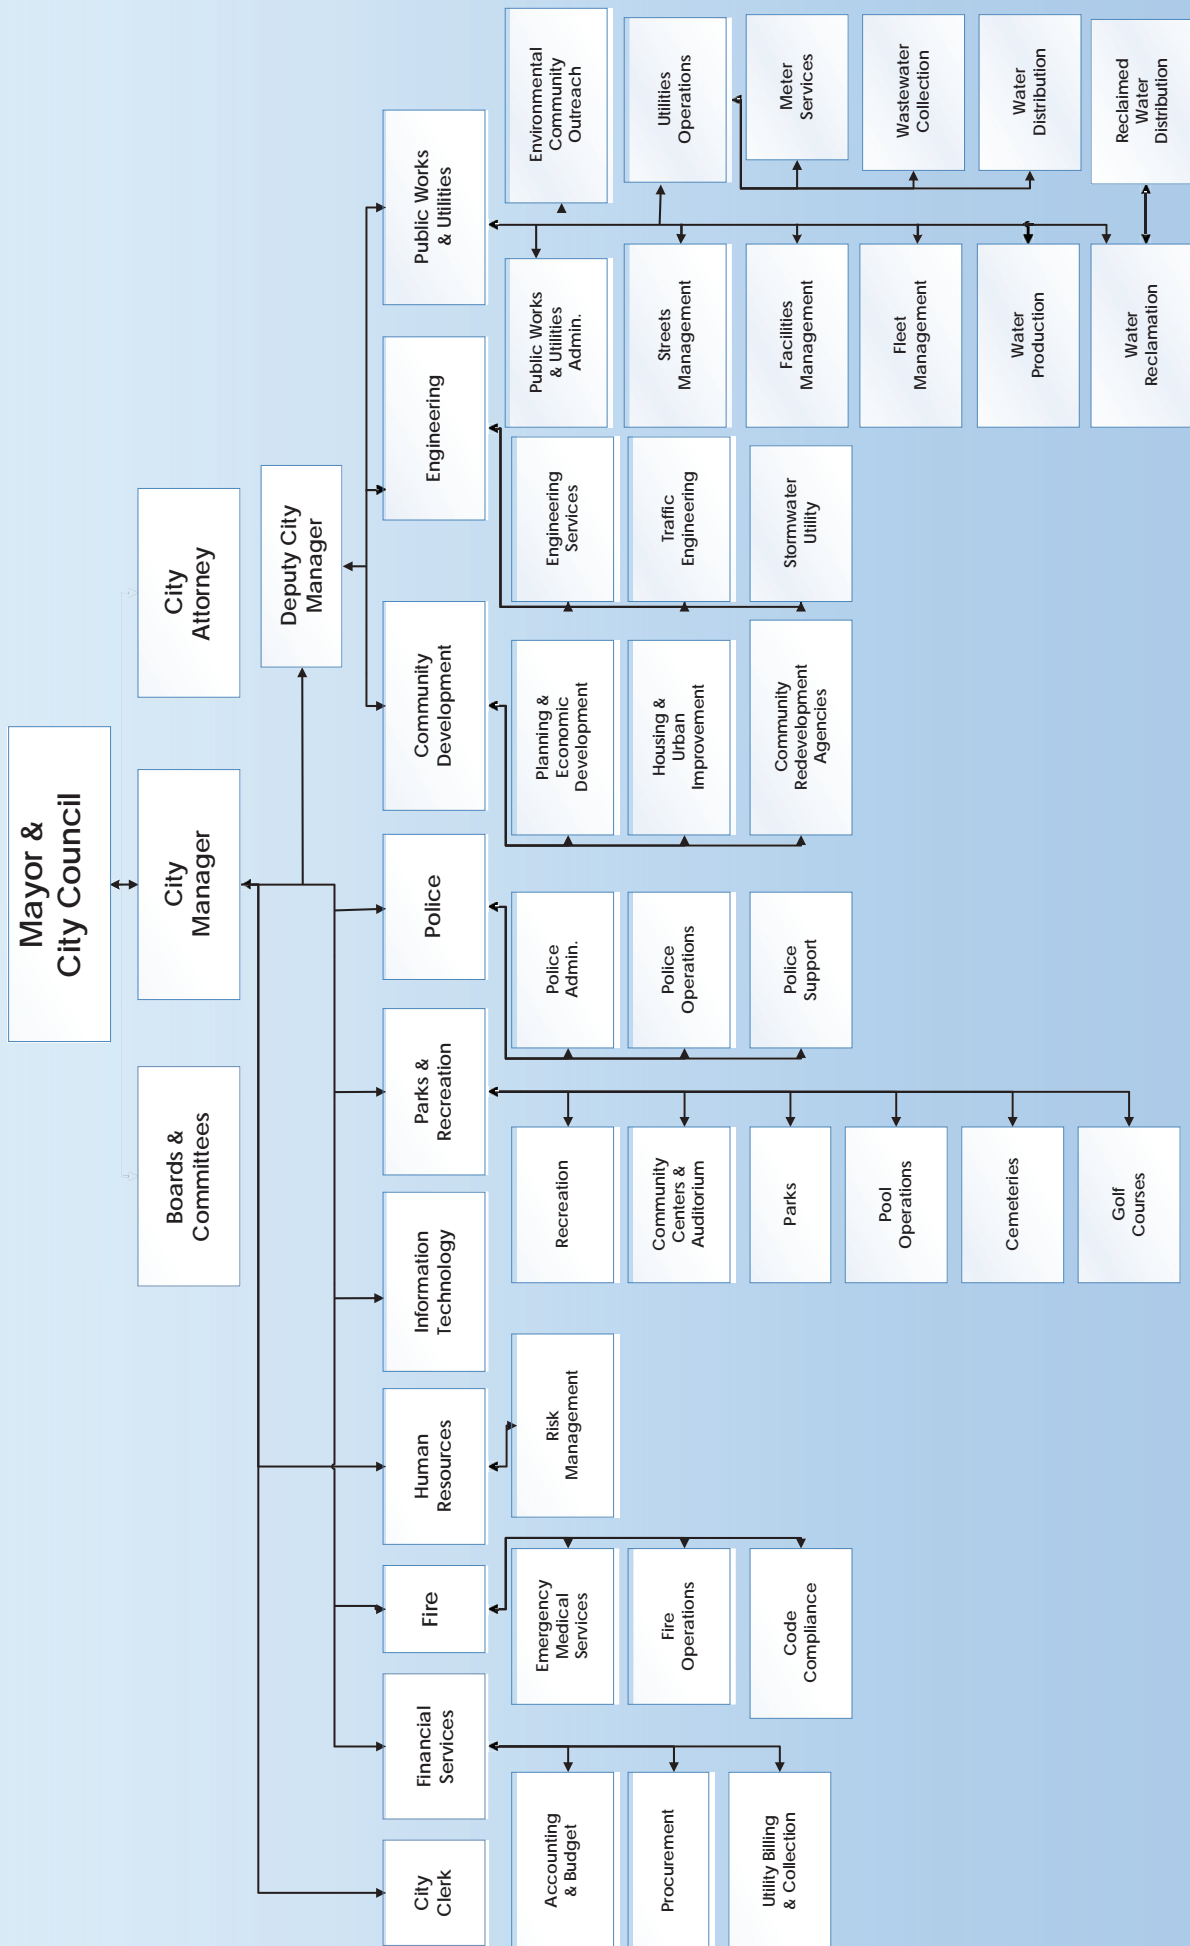 Mayor &
City Council
Boards &
Committees
City
Manager
City
Attorney
Deputy City
Manager
City
Clerk
Financial
Services
Fire
Human
Resources
Information
Technology
Parks &
Recreation
Police
Community
Development
Engineering
Public Works
& Utilities
Accounting
& Budget
Procurement
Utility Billing
& Collection
Emergency
Medical
Services
Fire
Operations
Code
Compliance
Risk
Management
Recreation
Community
Centers &
Auditorium
Parks
Pool
Operations
Cemeteries
Golf
Courses
Police
Admin.
Police
Operations
Police
Support
Planning &
Economic
Development
Housing &
Urban
Improvement
Community
Redevelopment
Agencies
Engineering
Services
Traffic
Engineering
Stormwater
Utility
Public Works
& Utilities
Admin.
Streets
Management
Facilities
Management
Fleet
Management
Water
Production
Water
Reclamation
Environmental
Community
Outreach
Utilities
Operations
Meter
Services
Wastewater
Collection
Water
Distribution
Reclaimed
Water
Distribution